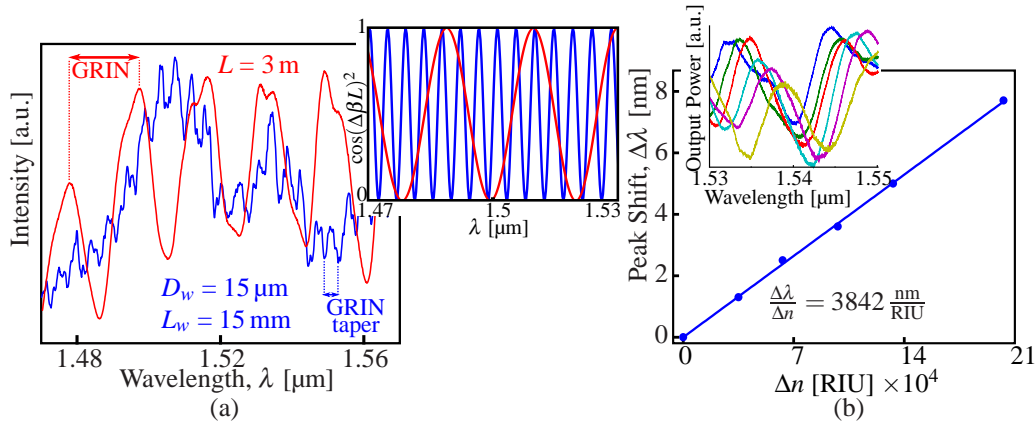 GRIN
L = 3 m
Intensity [a.u.]
D_w = 15 µm
L_w = 15 mm
GRIN
taper
1.48
1.52
1.56
Wavelength, λ [µm]
(a)
1
cos(ΔβL)²
0
1.47
1.5
1.53
λ [µm]
8
6
4
2
0
Peak Shift, Δλ [nm]
Output Power [a.u.]
1.53
1.54
1.55
Wavelength [µm]
Δλ/Δn = 3842 nm/RIU
0
7
14
21
Δn [RIU] ×10⁴
(b)